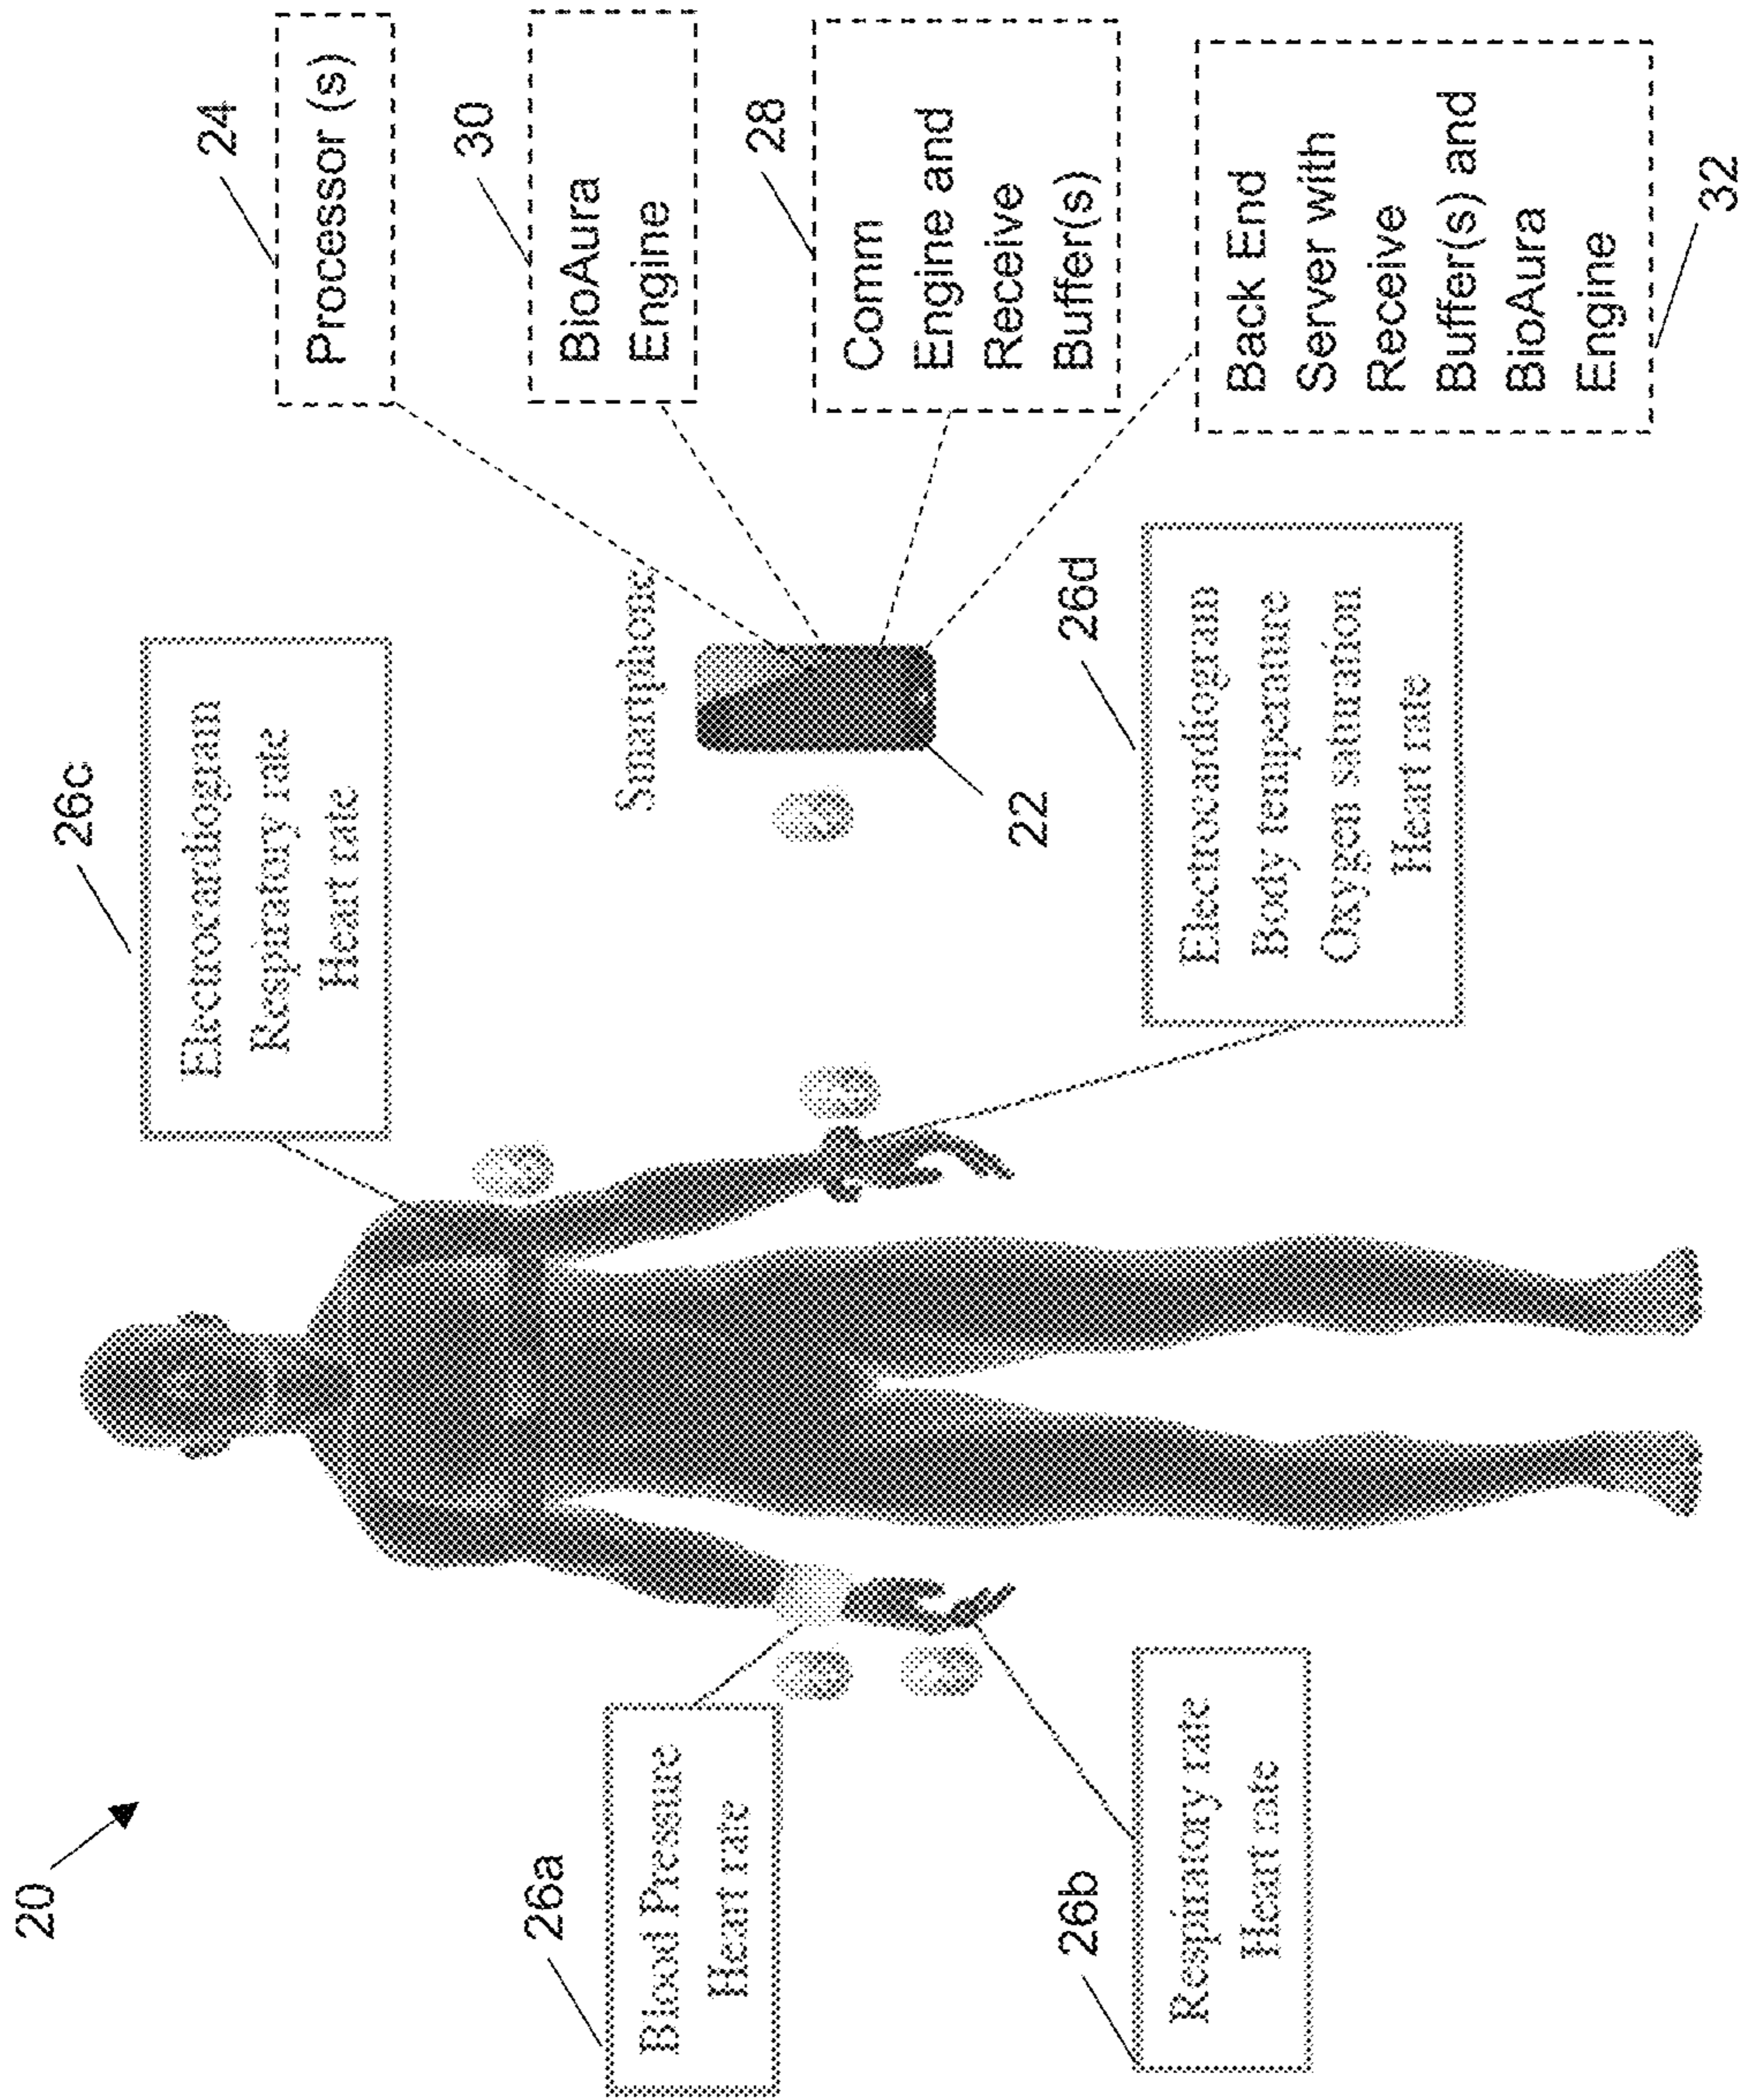 20
26a
Blood Pressure
Heart rate
26b
Respiratory rate
Heart rate
26c
Electrocardiogram
Respiratory rate
Heart rate
26d
Electrocardiogram
Body temperature
Oxygen saturation
Heart rate
Smartphone
22
24
Processor (s)
30
BioAura
Engine
28
Comm
Engine and
Receive
Buffer(s)
Back End
Server with
Receive
Buffer(s) and
BioAura
Engine
32